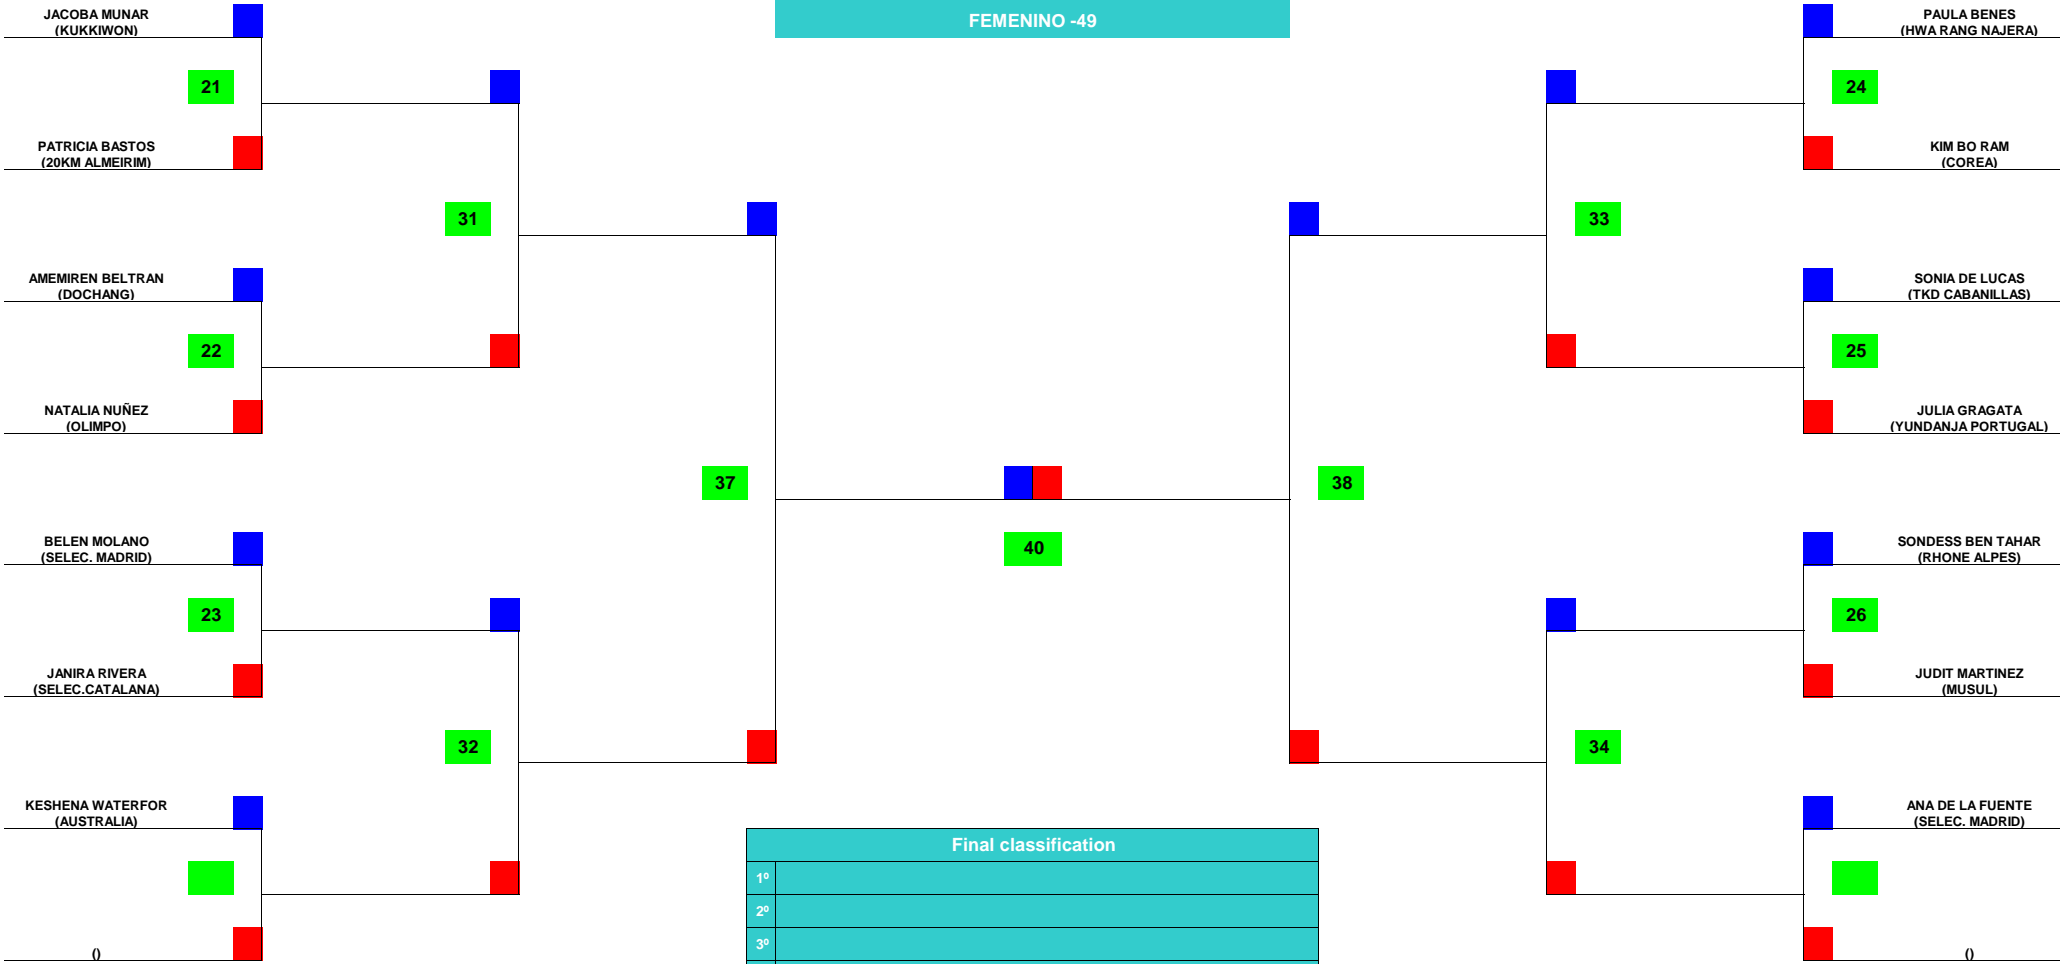 FEMENINO -49
JACOBA MUNAR
(KUKKIWON)
21
PATRICIA BASTOS
(20KM ALMEIRIM)
31
AMEMIREN BELTRAN
(DOCHANG)
22
NATALIA NUÑEZ
(OLIMPO)
37
BELEN MOLANO
(SELEC. MADRID)
23
JANIRA RIVERA
(SELEC.CATALANA)
32
KESHENA WATERFOR
(AUSTRALIA)
()
40
PAULA BENES
(HWA RANG NAJERA)
24
KIM BO RAM
(COREA)
33
SONIA DE LUCAS
(TKD CABANILLAS)
25
JULIA GRAGATA
(YUNDANJA PORTUGAL)
38
SONDESS BEN TAHAR
(RHONE ALPES)
26
JUDIT MARTINEZ
(MUSUL)
34
ANA DE LA FUENTE
(SELEC. MADRID)
()
Final classification
1º
2º
3º